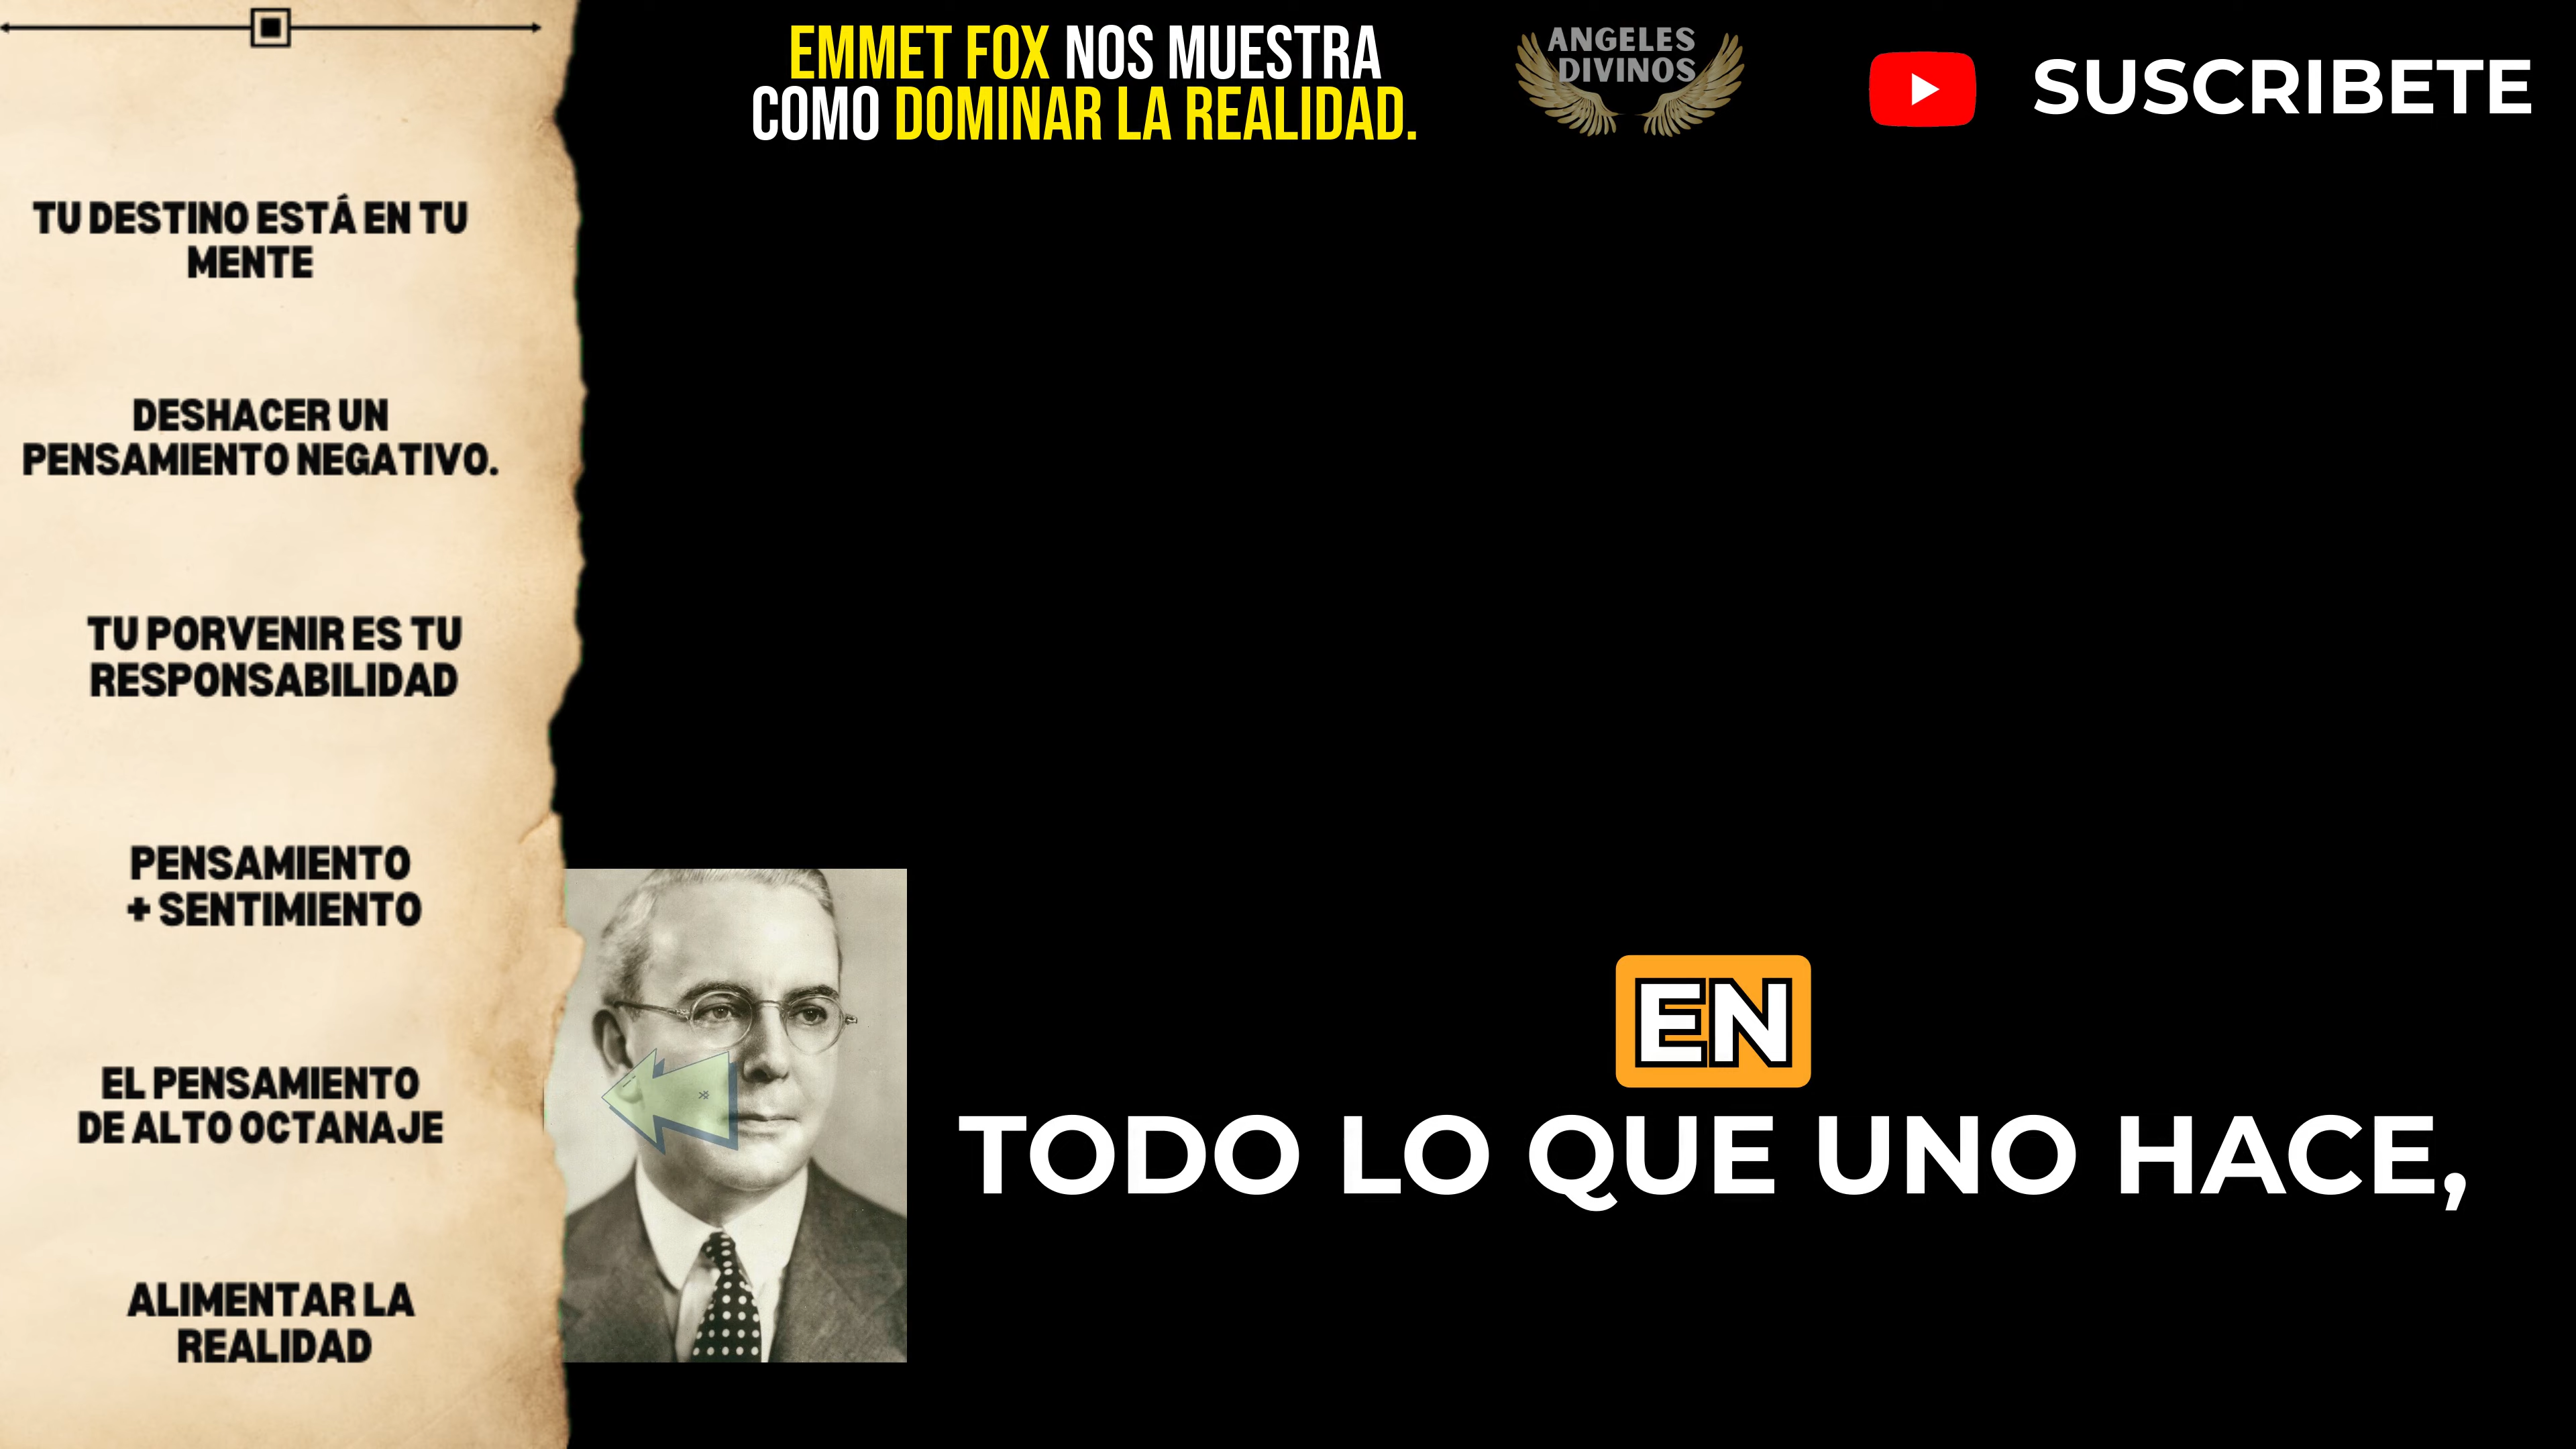 EMMET FOX NOS MUESTRA
COMO DOMINAR LA REALIDAD.
ANGELES
DIVINOS
SUSCRIBETE
TU DESTINO ESTÁ EN TU
MENTE
DESHACER UN
PENSAMIENTO NEGATIVO.
TU PORVENIR ES TU
RESPONSABILIDAD
PENSAMIENTO
+ SENTIMIENTO
EL PENSAMIENTO
DE ALTO OCTANAJE
ALIMENTAR LA
REALIDAD
EN
TODO LO QUE UNO HACE,